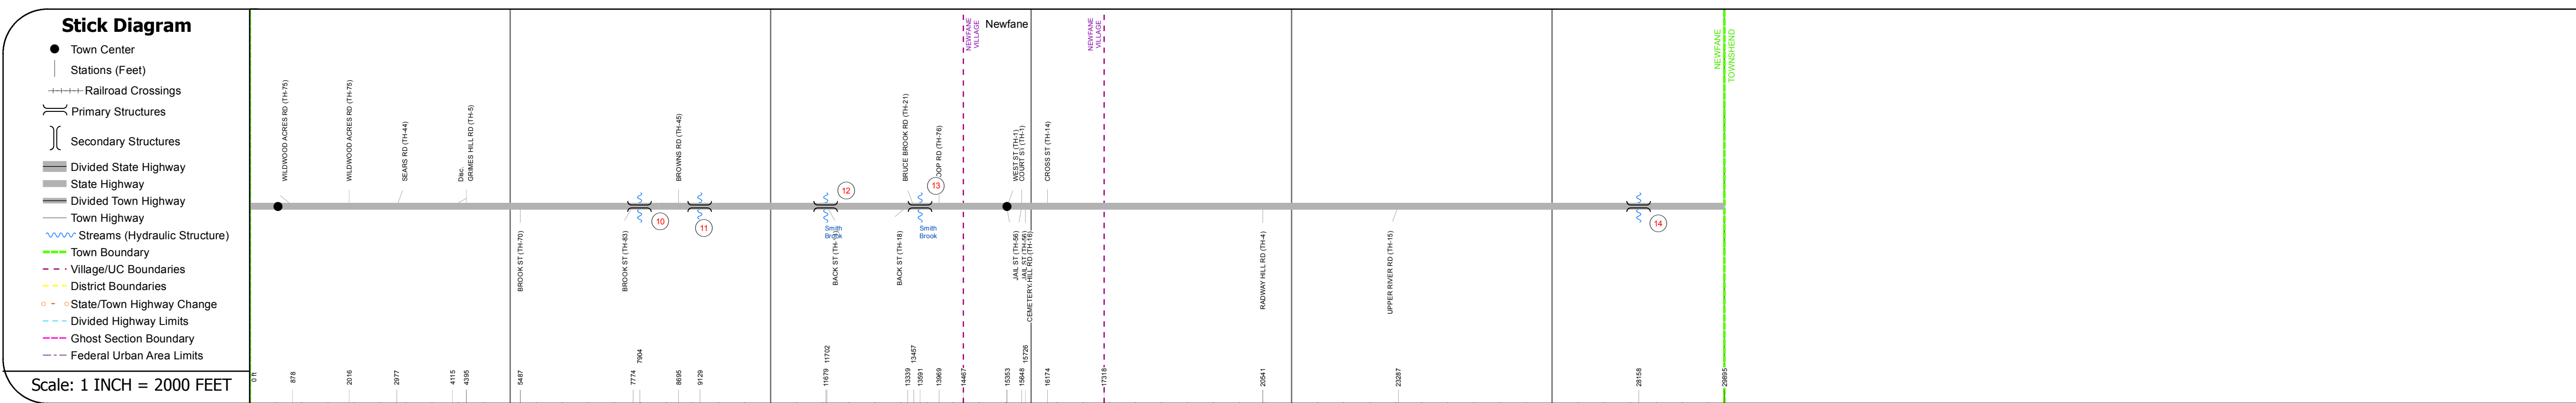 Stick Diagram
Town Center
Stations (Feet)
Railroad Crossings
Primary Structures
Secondary Structures
Divided State Highway
State Highway
Divided Town Highway
Town Highway
Streams (Hydraulic Structure)
Town Boundary
Village/UC Boundaries
District Boundaries
State/Town Highway Change
Divided Highway Limits
Ghost Section Boundary
Federal Urban Area Limits
Scale: 1 INCH = 2000 FEET
NEWFANE
VILLAGE
Newfane
NEWFANE
VILLAGE
NEWFANE
TOWNSHEND
WILDWOOD ACRES RD (TH-75)
WILDWOOD ACRES RD (TH-75)
SEARS RD (TH-44)
Disc.
GRIMES HILL RD (TH-5)
BROWNS RD (TH-45)
BRUCE BROOK RD (TH-21)
OOP RD (TH-76)
WEST ST (TH-1)
COURT ST (TH-1)
CROSS ST (TH-14)
10
11
12
13
14
Smith
Brook
Smith
Brook
BROOK ST (TH-70)
BROOK ST (TH-83)
BACK ST (TH-
BACK ST (TH-18)
JAIL ST (TH-56)
JAIL ST (TH-56)
CEMETERY HILL RD (TH-16)
RADWAY HILL RD (TH-4)
UPPER RIVER RD (TH-15)
0 ft
878
2016
2977
4115
4395
5487
7774
7904
8695
9129
11679
11702
13339
13457
13591
13969
14467
15353
15648
15726
16174
17318
20541
23287
28158
29895